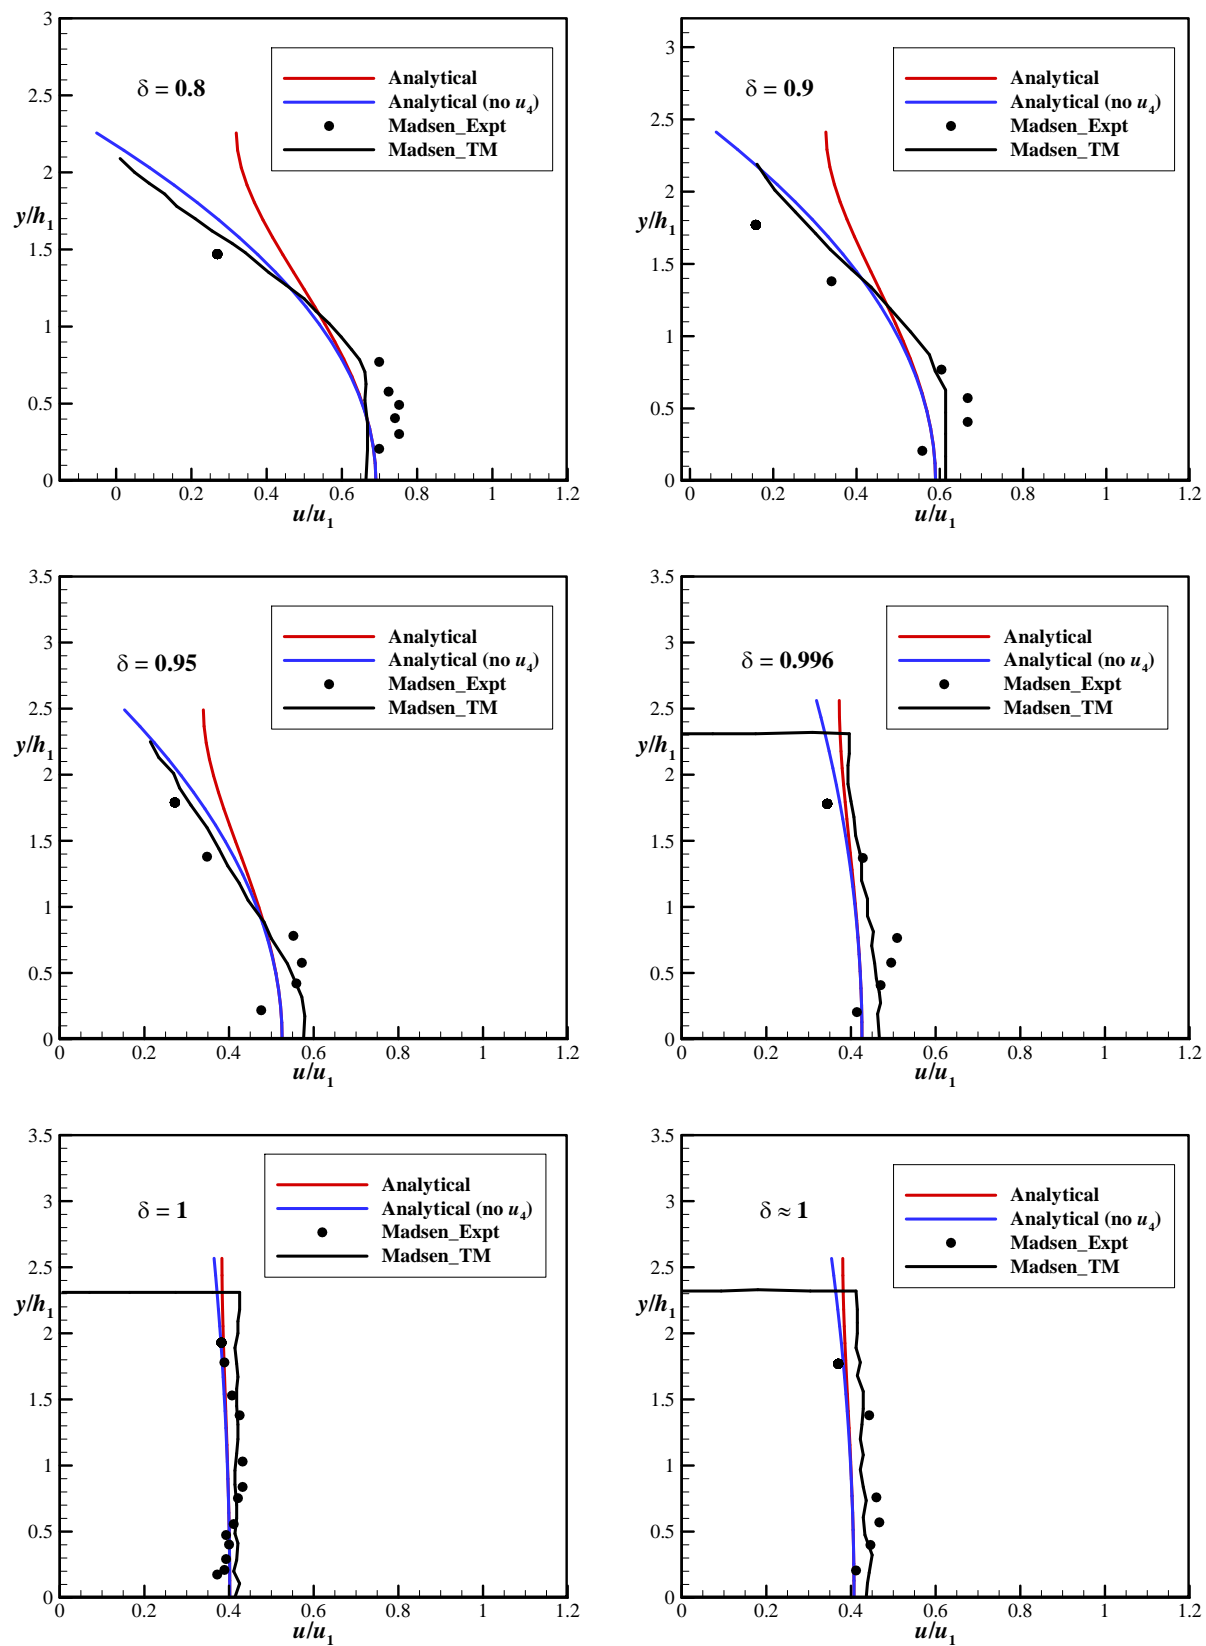 3
2.5
2
y/h1
1.5
1
0.5
0
0 0.2 0.4 0.6 0.8 1 1.2
u/u1
δ = 0.8
Analytical
Analytical (no u4)
Madsen_Expt
Madsen_TM
3
2.5
2
y/h1
1.5
1
0.5
0
0 0.2 0.4 0.6 0.8 1 1.2
u/u1
δ = 0.9
Analytical
Analytical (no u4)
Madsen_Expt
Madsen_TM
3.5
3
2.5
y/h1
2
1.5
1
0.5
0
0 0.2 0.4 0.6 0.8 1 1.2
u/u1
δ = 0.95
Analytical
Analytical (no u4)
Madsen_Expt
Madsen_TM
3.5
3
2.5
y/h1
2
1.5
1
0.5
0
0 0.2 0.4 0.6 0.8 1 1.2
u/u1
δ = 0.996
Analytical
Analytical (no u4)
Madsen_Expt
Madsen_TM
3.5
3
2.5
y/h1
2
1.5
1
0.5
0
0 0.2 0.4 0.6 0.8 1 1.2
u/u1
δ = 1
Analytical
Analytical (no u4)
Madsen_Expt
Madsen_TM
3.5
3
2.5
y/h1
2
1.5
1
0.5
0
0 0.2 0.4 0.6 0.8 1 1.2
u/u1
δ ≈ 1
Analytical
Analytical (no u4)
Madsen_Expt
Madsen_TM